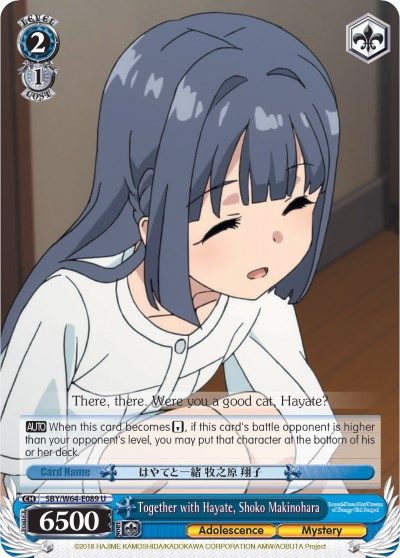 LEVEL
2
1
COST
There, there. Were you a good cat, Hayate?
AUTO When this card becomes, if this card's battle opponent is higher
than your opponent's level, you may put that character at the bottom of his
or her deck.
Card Name はやてと一緒 牧之原 翔子
CH SBY/W64-E089 U
Together with Hayate, Shoko Makinohara
POWER 6500
Adolescence Mystery
©2018 HAJIME KAMOSHIDA/KADOKAWA CORPORATION AMW/AOBUTA Project